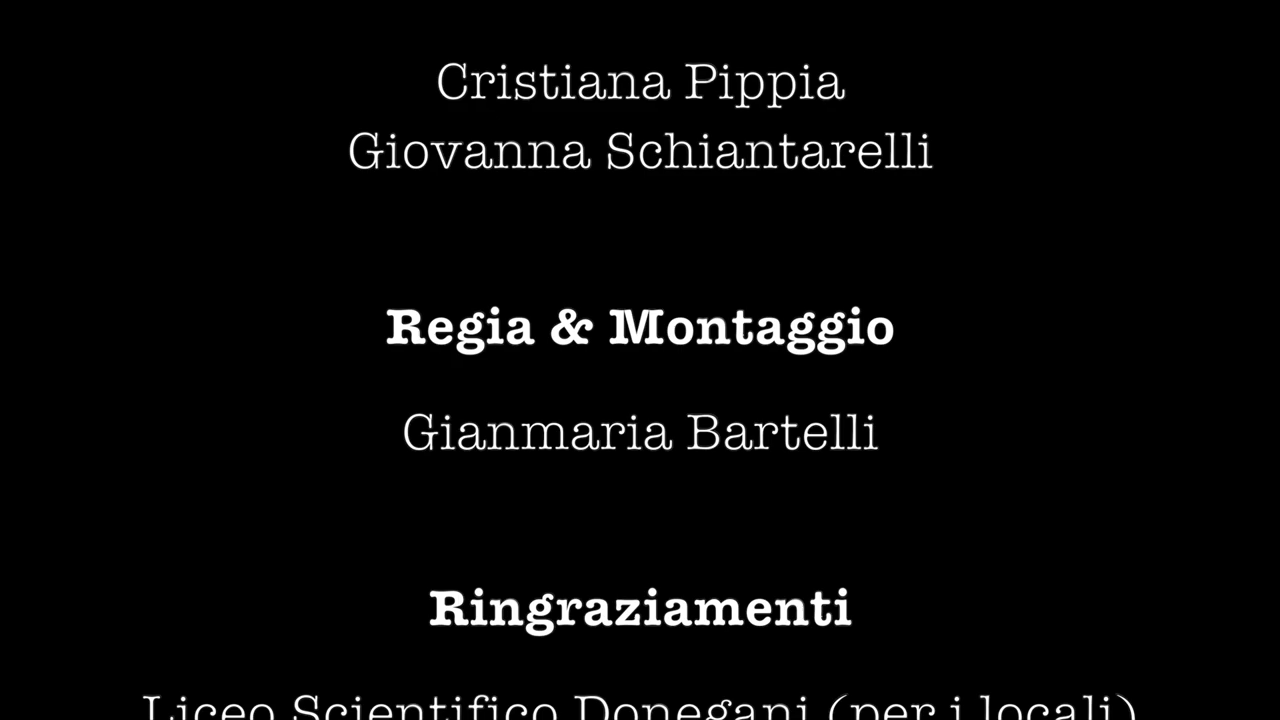 Cristiana Pippia
Giovanna Schiantarelli
Regia & Montaggio
Gianmaria Bartelli
Ringraziamenti
Liceo Scientifico Donegani (per i locali)